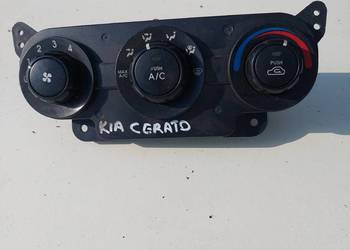 2 3 4
MAX A/C
PUSH
A/C
PUSH
KIA CERATO